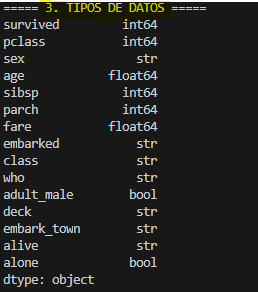 ===== 3. TIPOS DE DATOS =====
survived         int64
pclass           int64
sex                str
age            float64
sibsp            int64
parch            int64
fare           float64
embarked           str
class              str
who                str
adult_male        bool
deck               str
embark_town        str
alive              str
alone             bool
dtype: object